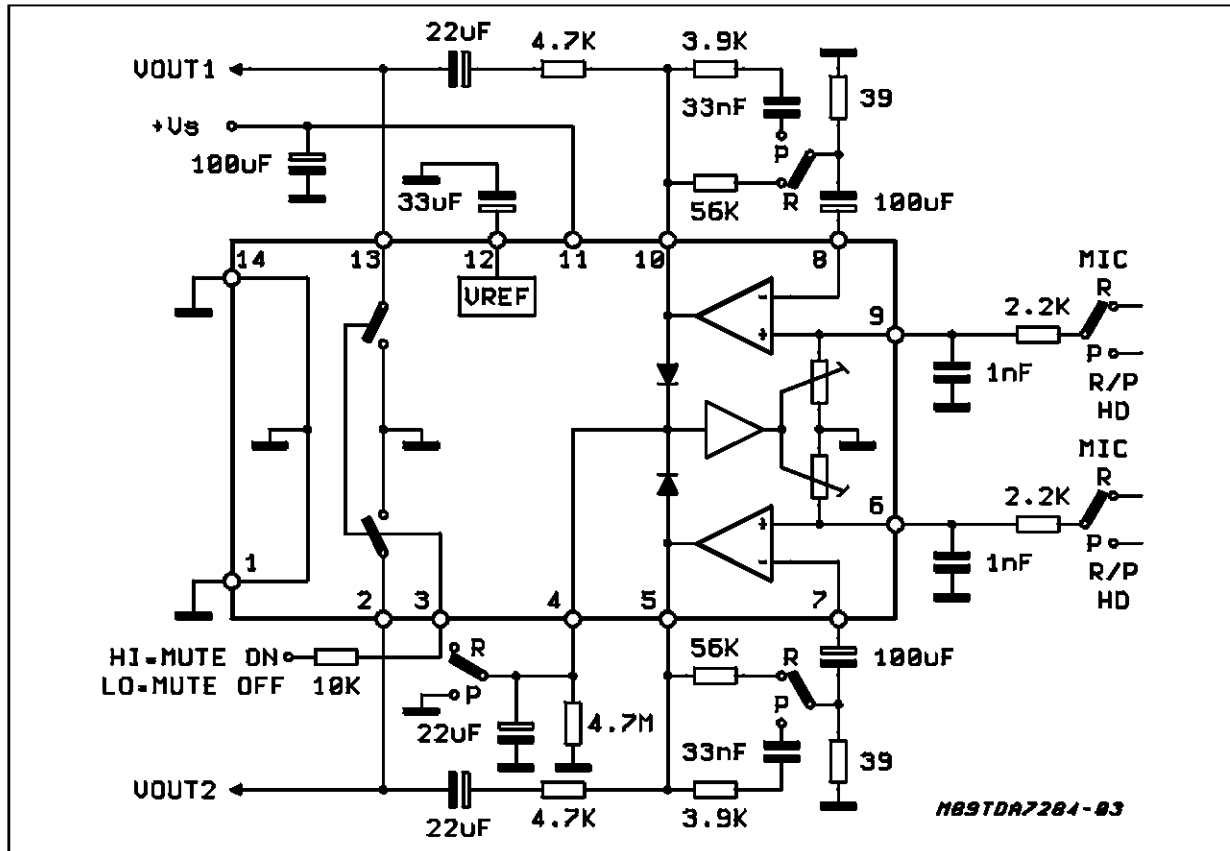 22uF
4.7K
3.9K
VOUT1
39
33nF
+Vs
P
100uF
33uF
56K
R
100uF
14
13
12
11
10
8
MIC
VREF
R
2.2K
9
P
1nF
R/P
HD
MIC
R
2.2K
6
P
1nF
R/P
HD
1
2
3
4
5
7
HI=MUTE ON
LO=MUTE OFF
10K
R
P
56K
R
100uF
P
22uF
4.7M
33nF
39
VOUT2
22uF
4.7K
3.9K
M89TDA7284-03